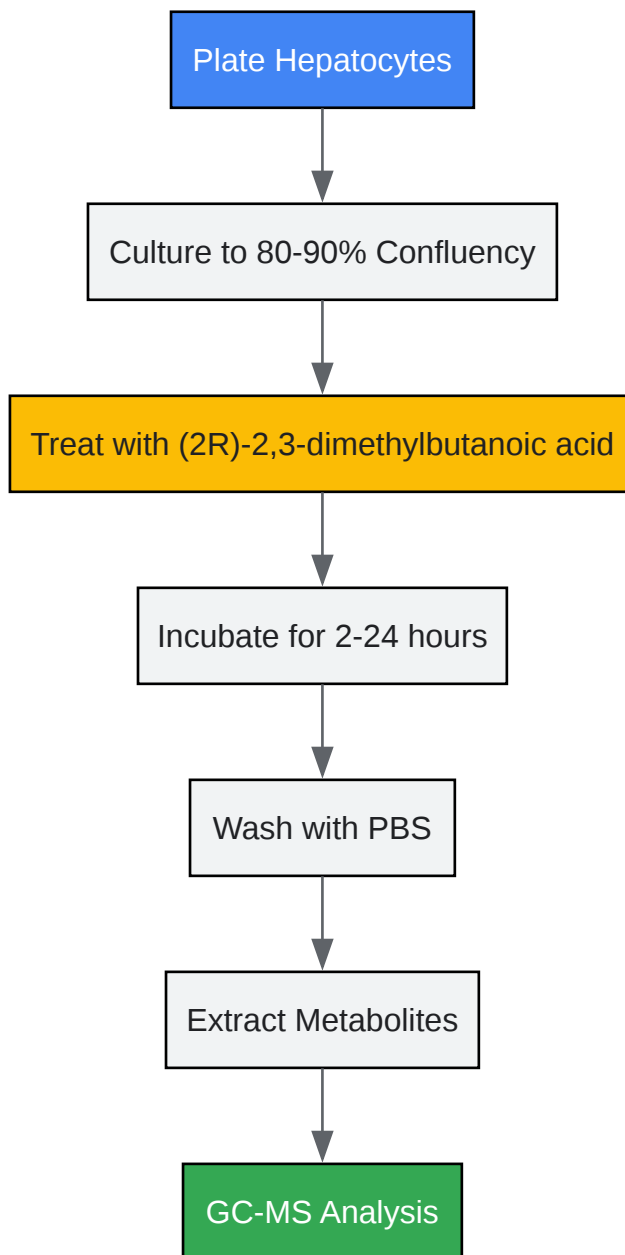 Plate Hepatocytes
Culture to 80-90% Confluency
Treat with (2R)-2,3-dimethylbutanoic acid
Incubate for 2-24 hours
Wash with PBS
Extract Metabolites
GC-MS Analysis